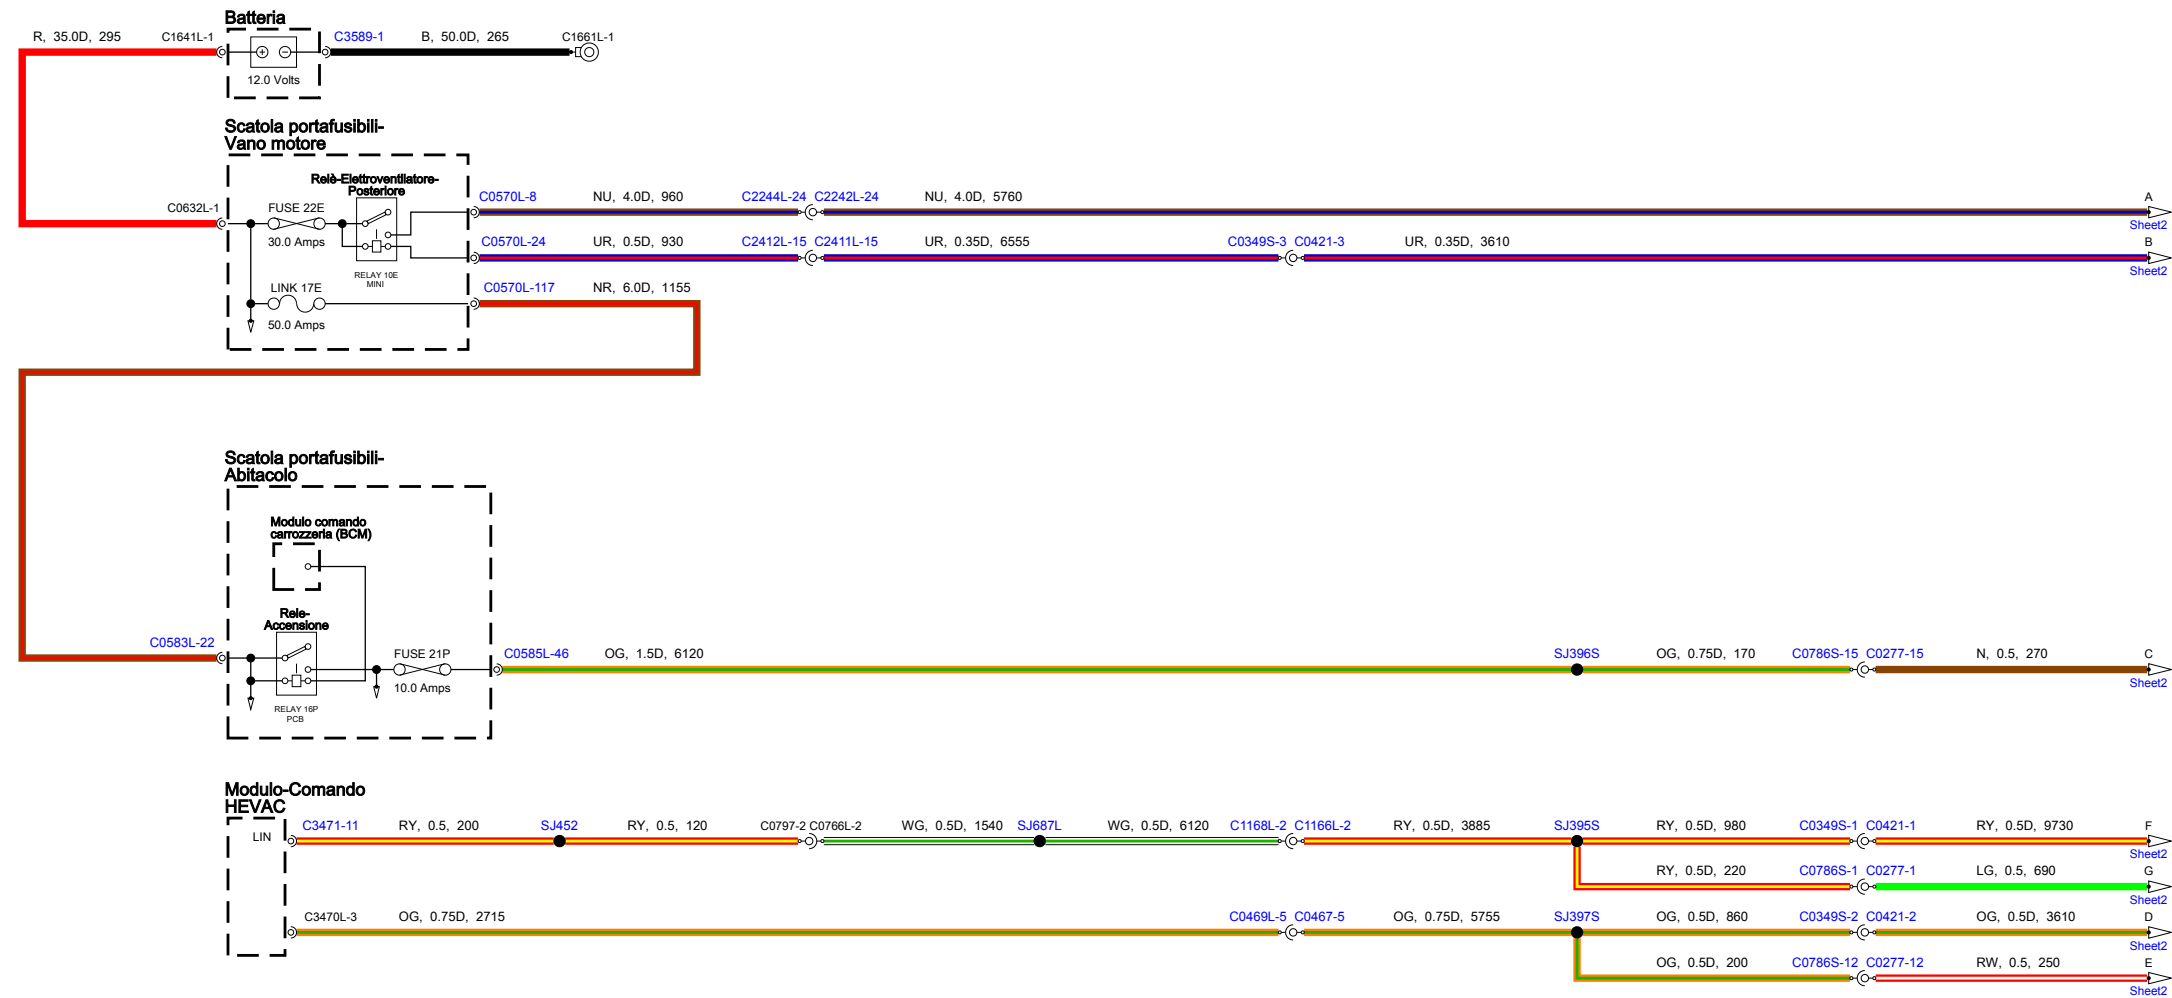 Batteria
R, 35.0D, 295
C1641L-1
C3589-1
B, 50.0D, 265
C1661L-1
12.0 Volts
Scatola portafusibili-
Vano motore
Relè-Elettroventilatore-
Posteriore
C0570L-8
NU, 4.0D, 960
C2244L-24
C2242L-24
NU, 4.0D, 5760
A
Sheet2
C0632L-1
FUSE 22E
30.0 Amps
C0570L-24
UR, 0.5D, 930
C2412L-15
C2411L-15
UR, 0.35D, 6555
C0349S-3
C0421-3
UR, 0.35D, 3610
B
Sheet2
RELAY 10E
MINI
LINK 17E
50.0 Amps
C0570L-117
NR, 6.0D, 1155
Scatola portafusibili-
Abitacolo
Modulo comando
carrozzeria (BCM)
Rele-
Accensione
C0583L-22
FUSE 21P
10.0 Amps
C0585L-46
OG, 1.5D, 6120
SJ396S
OG, 0.75D, 170
C0786S-15
C0277-15
N, 0.5, 270
C
Sheet2
RELAY 16P
PCB
Modulo-Comando
HEVAC
LIN
C3471-11
RY, 0.5, 200
SJ452
RY, 0.5, 120
C0797-2
C0766L-2
WG, 0.5D, 1540
SJ687L
WG, 0.5D, 6120
C1168L-2
C1166L-2
RY, 0.5D, 3885
SJ395S
RY, 0.5D, 980
C0349S-1
C0421-1
RY, 0.5D, 9730
F
Sheet2
RY, 0.5D, 220
C0786S-1
C0277-1
LG, 0.5, 690
G
Sheet2
C3470L-3
OG, 0.75D, 2715
C0469L-5
C0467-5
OG, 0.75D, 5755
SJ397S
OG, 0.5D, 860
C0349S-2
C0421-2
OG, 0.5D, 3610
D
Sheet2
OG, 0.5D, 200
C0786S-12
C0277-12
RW, 0.5, 250
E
Sheet2